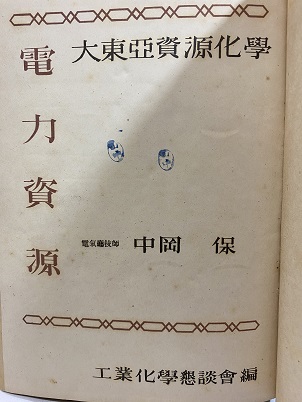 大東亞資源化學
電力資源
電氣廳技師 中岡 保
工業化學懇談會編